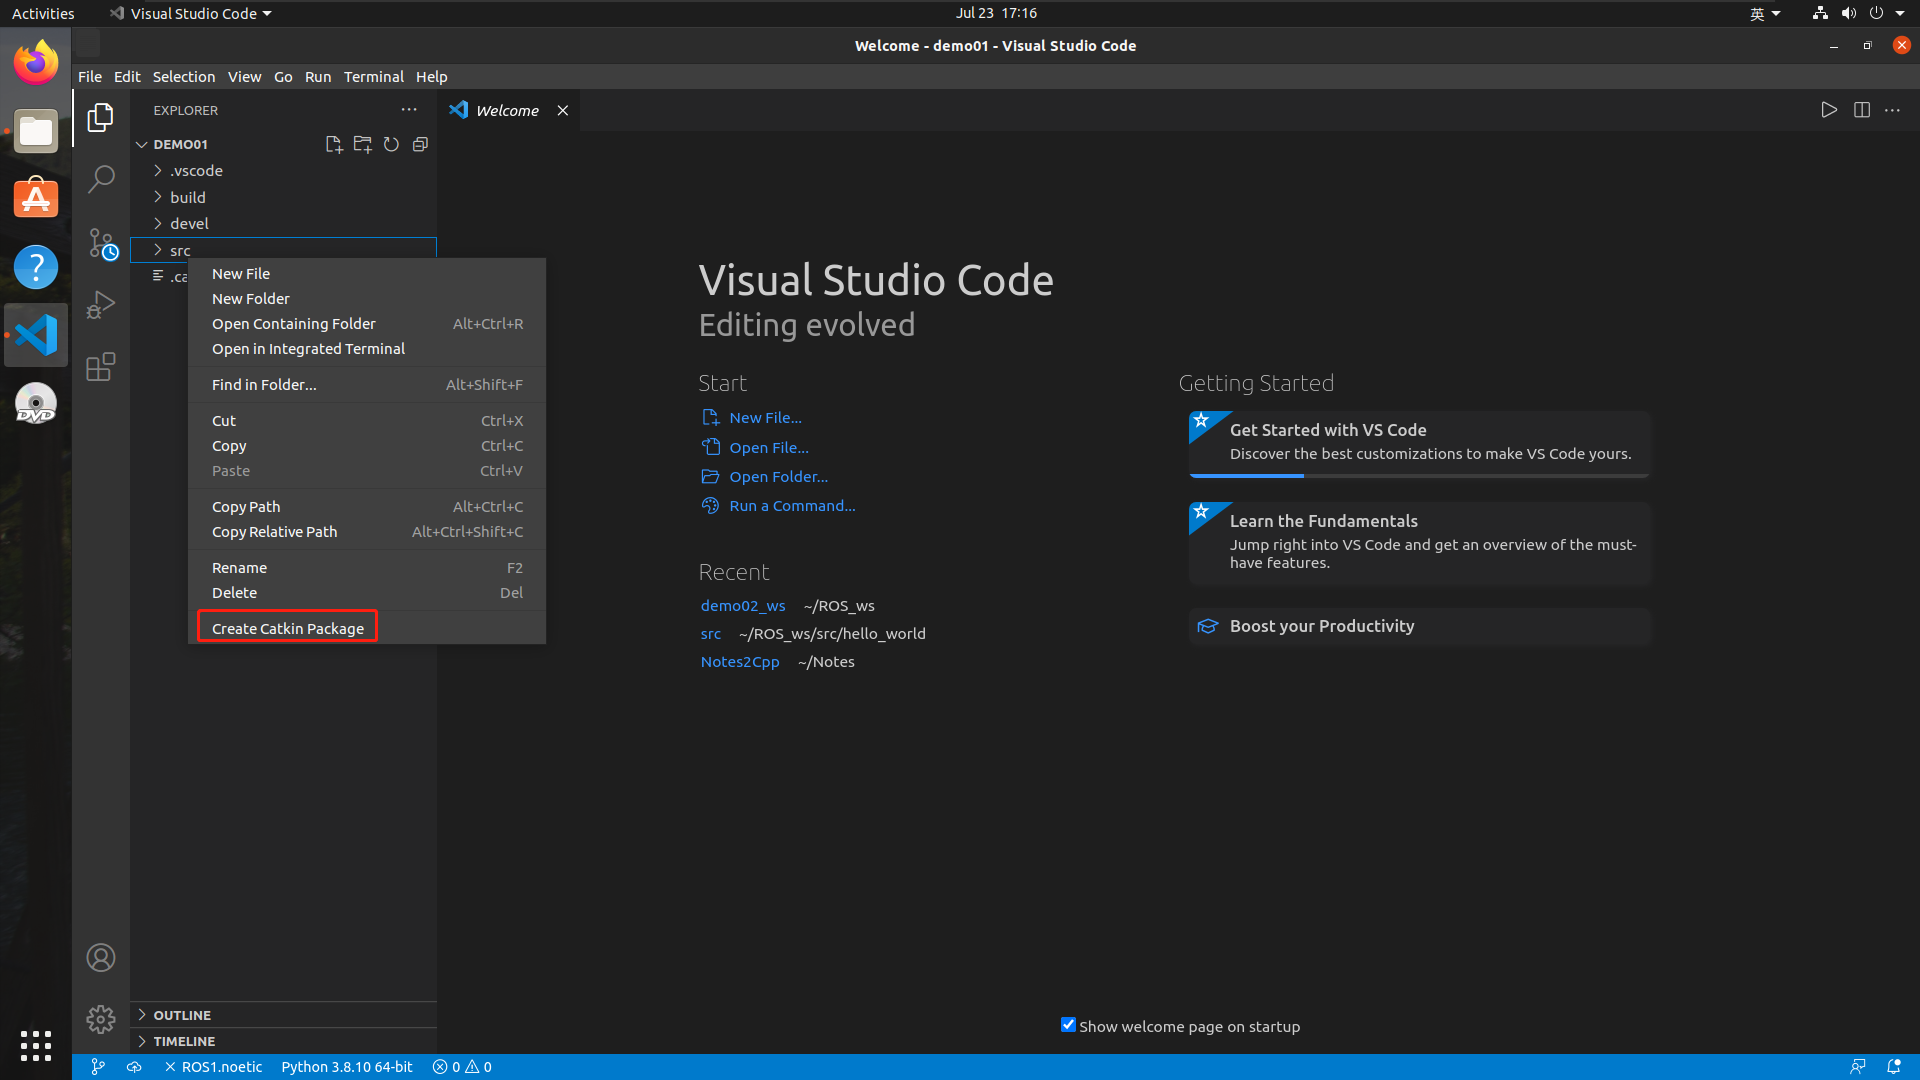 Activities
Visual Studio Code
Jul 23 17:16
英
Welcome - demo01 - Visual Studio Code
File Edit Selection View Go Run Terminal Help
EXPLORER
Welcome
DEMO01
.vscode
build
devel
src
.ca
New File
New Folder
Open Containing Folder Alt+Ctrl+R
Open in Integrated Terminal
Find in Folder... Alt+Shift+F
Cut Ctrl+X
Copy Ctrl+C
Paste Ctrl+V
Copy Path Alt+Ctrl+C
Copy Relative Path Alt+Ctrl+Shift+C
Rename F2
Delete Del
Create Catkin Package
Visual Studio Code
Editing evolved
Start
New File...
Open File...
Open Folder...
Run a Command...
Recent
demo02_ws ~/ROS_ws
src ~/ROS_ws/src/hello_world
Notes2Cpp ~/Notes
Getting Started
Get Started with VS Code
Discover the best customizations to make VS Code yours.
Learn the Fundamentals
Jump right into VS Code and get an overview of the must-
have features.
Boost your Productivity
Show welcome page on startup
OUTLINE
TIMELINE
DVD
ROS1.noetic Python 3.8.10 64-bit 0 0